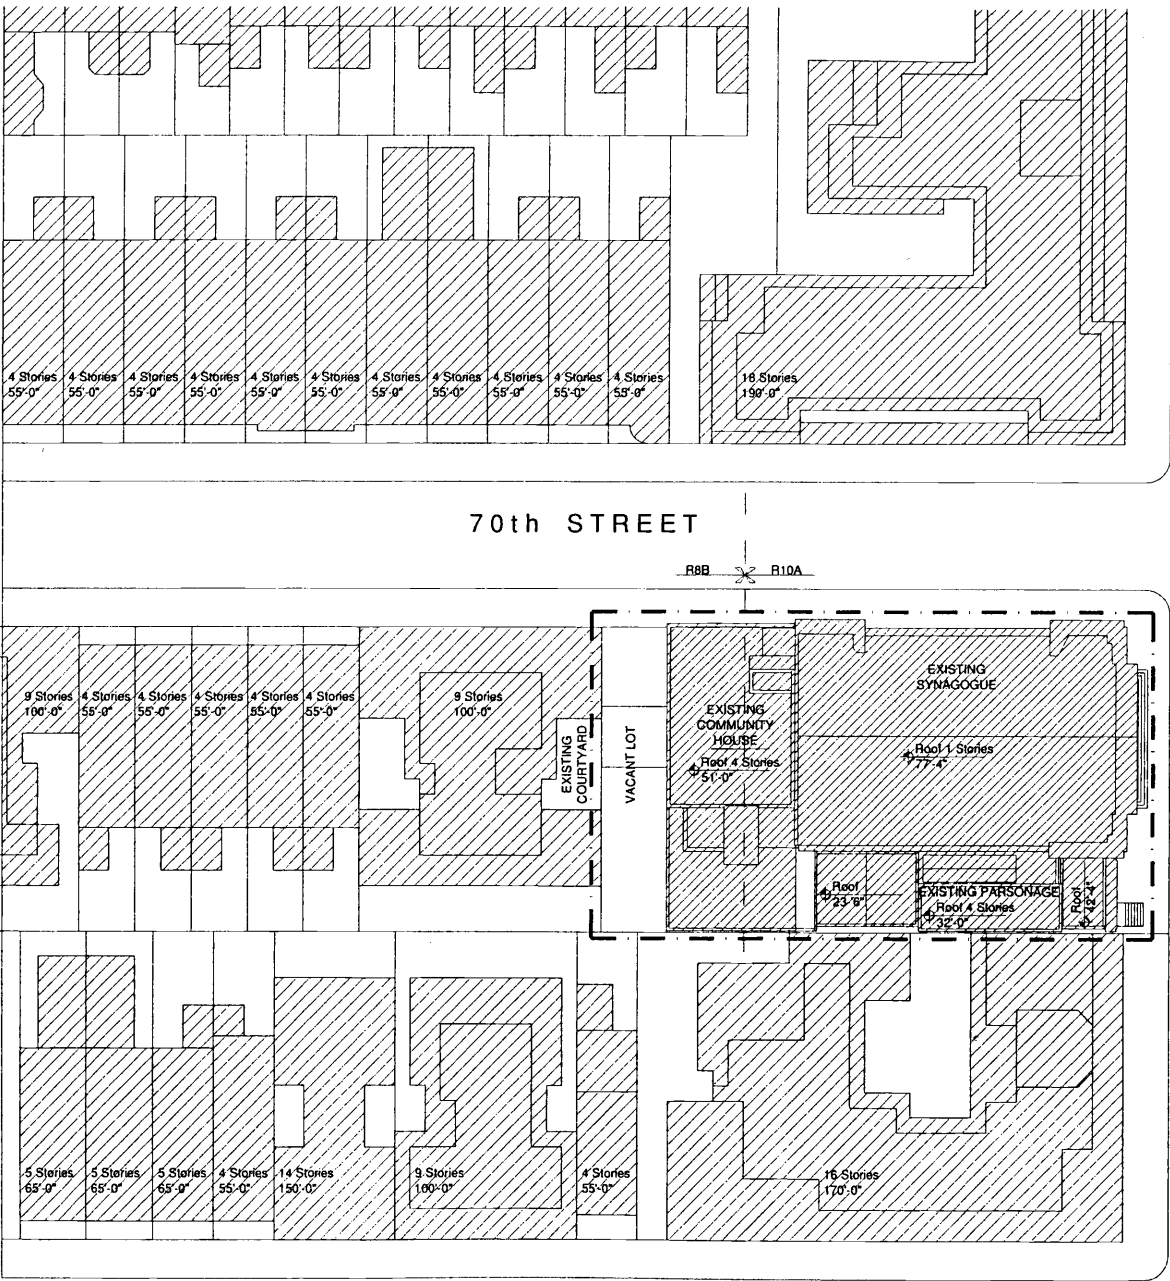 4 Stories
55'-0"
4 Stories
55'-0"
4 Stories
55'-0"
4 Stories
55'-0"
4 Stories
55'-0"
4 Stories
55'-0"
4 Stories
55'-0"
4 Stories
55'-0"
4 Stories
55'-0"
4 Stories
55'-0"
4 Stories
55'-0"
18 Stories
190'-0"
70th STREET
R8B
R10A
9 Stories
100'-0"
4 Stories
55'-0"
4 Stories
55'-0"
4 Stories
55'-0"
4 Stories
55'-0"
4 Stories
55'-0"
9 Stories
100'-0"
EXISTING
COURTYARD
VACANT LOT
EXISTING
COMMUNITY
HOUSE
Roof 4 Stories
51'-0"
EXISTING
SYNAGOGUE
Roof 1 Stories
77'-4"
Roof
23'-6"
EXISTING PARSONAGE
Roof 4 Stories
32'-0"
Roof
42'-4"
5 Stories
65'-0"
5 Stories
65'-0"
5 Stories
65'-0"
4 Stories
55'-0"
14 Stories
150'-0"
9 Stories
100'-0"
4 Stories
55'-0"
16 Stories
170'-0"